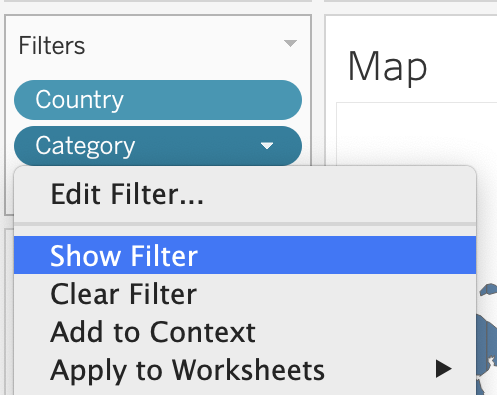 Filters
Map
Country
Category
Edit Filter...
Show Filter
Clear Filter
Add to Context
Apply to Worksheets